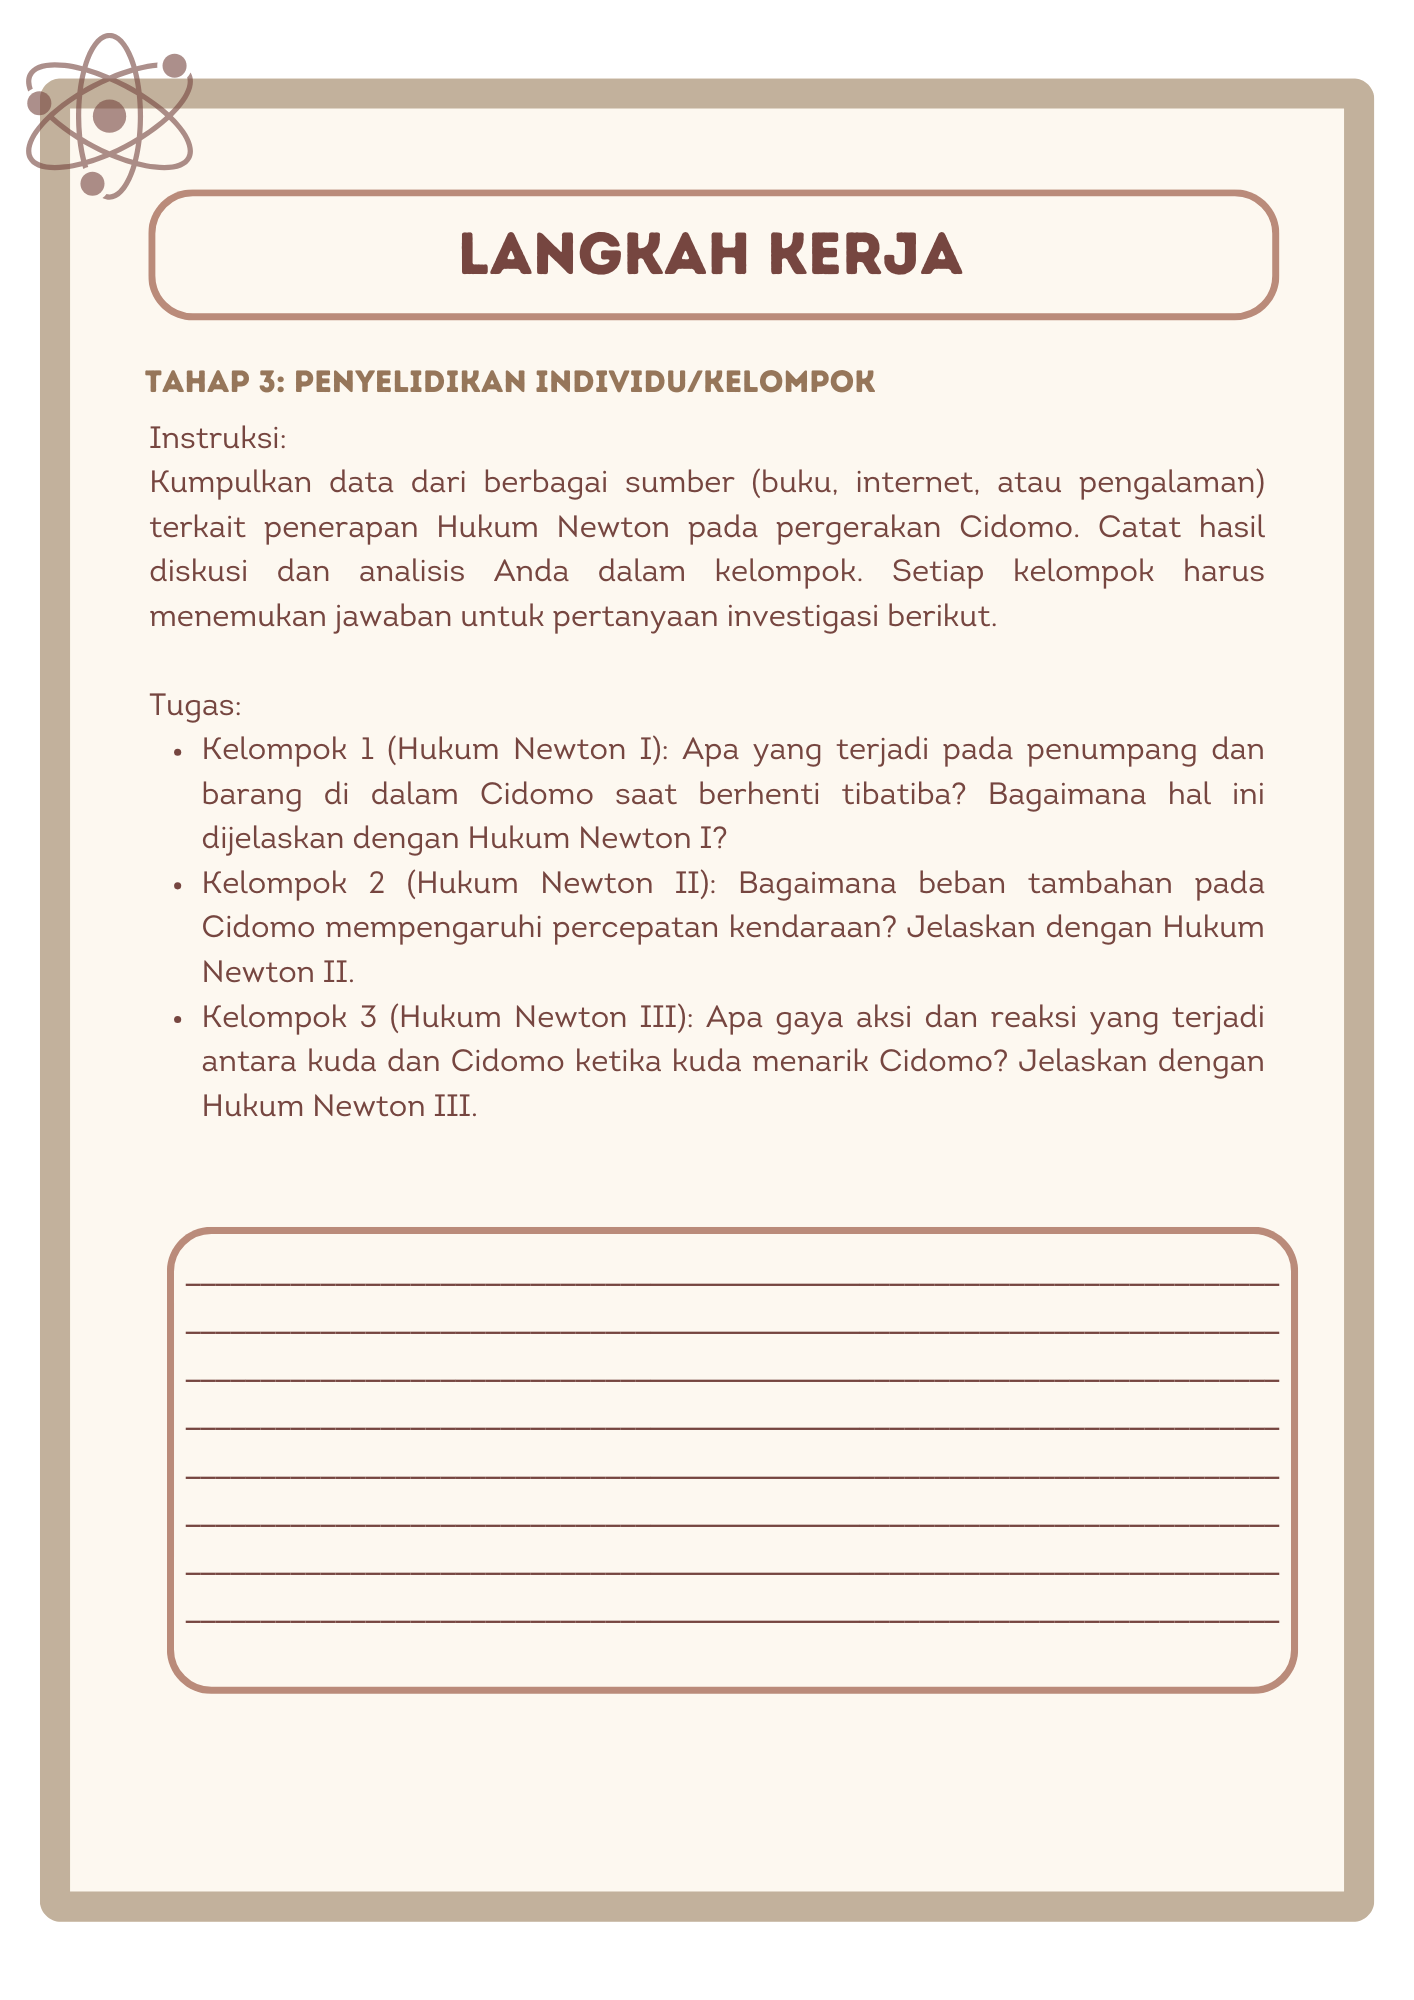 LANGKAH KERJA
TAHAP 3: PENYELIDIKAN INDIVIDU/KELOMPOK
Instruksi:
Kumpulkan data dari berbagai sumber (buku, internet, atau pengalaman)
terkait penerapan Hukum Newton pada pergerakan Cidomo. Catat hasil
diskusi dan analisis Anda dalam kelompok. Setiap kelompok harus
menemukan jawaban untuk pertanyaan investigasi berikut.
Tugas:
• Kelompok 1 (Hukum Newton I): Apa yang terjadi pada penumpang dan
barang di dalam Cidomo saat berhenti tibatiba? Bagaimana hal ini
dijelaskan dengan Hukum Newton I?
• Kelompok 2 (Hukum Newton II): Bagaimana beban tambahan pada
Cidomo mempengaruhi percepatan kendaraan? Jelaskan dengan Hukum
Newton II.
• Kelompok 3 (Hukum Newton III): Apa gaya aksi dan reaksi yang terjadi
antara kuda dan Cidomo ketika kuda menarik Cidomo? Jelaskan dengan
Hukum Newton III.